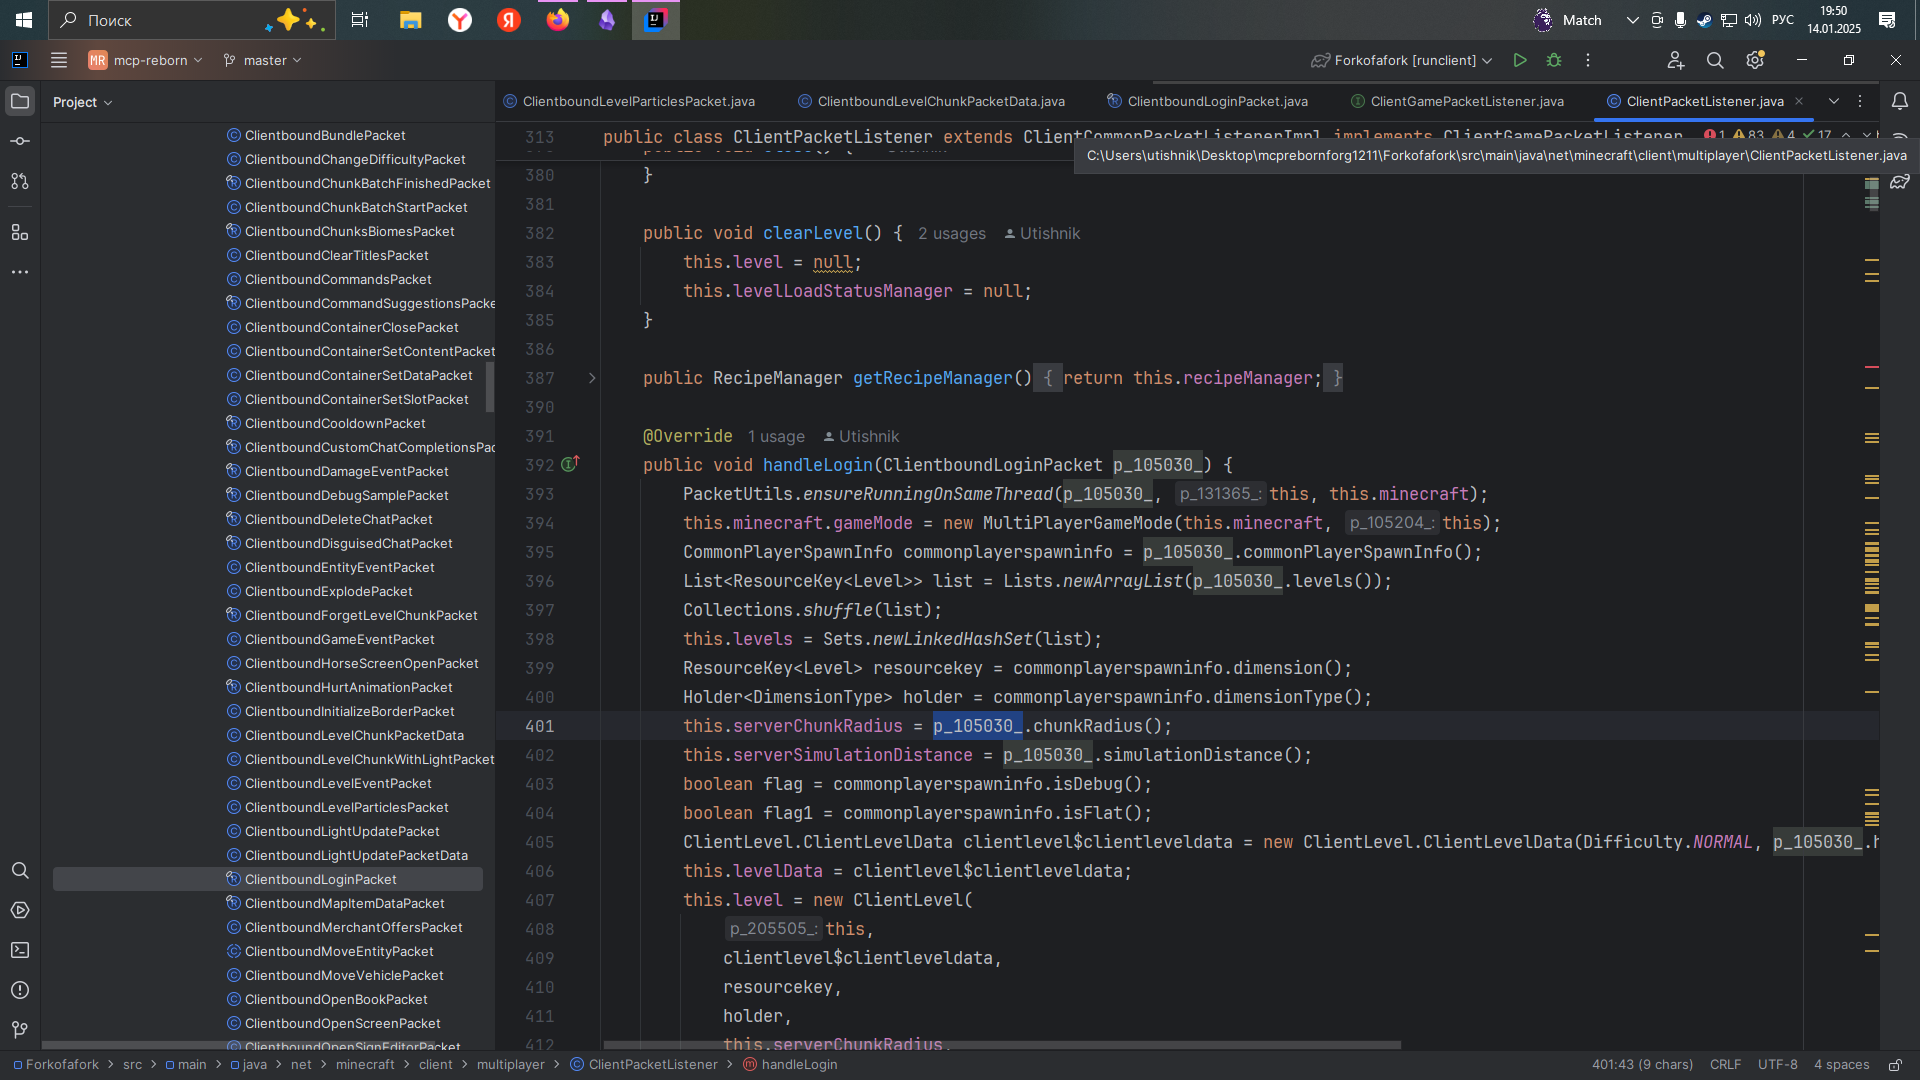 Поиск
Match
РУС
19:50
14.01.2025
MR mcp-reborn
master
Forkofafork [runclient]
Project
ClientboundLevelParticlesPacket.java
ClientboundLevelChunkPacketData.java
ClientboundLoginPacket.java
ClientGamePacketListener.java
ClientPacketListener.java
ClientboundBundlePacket
ClientboundChangeDifficultyPacket
ClientboundChunkBatchFinishedPacket
ClientboundChunkBatchStartPacket
ClientboundChunksBiomesPacket
ClientboundClearTitlesPacket
ClientboundCommandsPacket
ClientboundCommandSuggestionsPacke
ClientboundContainerClosePacket
ClientboundContainerSetContentPacket
ClientboundContainerSetDataPacket
ClientboundContainerSetSlotPacket
ClientboundCooldownPacket
ClientboundCustomChatCompletionsPac
ClientboundDamageEventPacket
ClientboundDebugSamplePacket
ClientboundDeleteChatPacket
ClientboundDisguisedChatPacket
ClientboundEntityEventPacket
ClientboundExplodePacket
ClientboundForgetLevelChunkPacket
ClientboundGameEventPacket
ClientboundHorseScreenOpenPacket
ClientboundHurtAnimationPacket
ClientboundInitializeBorderPacket
ClientboundLevelChunkPacketData
ClientboundLevelChunkWithLightPacket
ClientboundLevelEventPacket
ClientboundLevelParticlesPacket
ClientboundLightUpdatePacket
ClientboundLightUpdatePacketData
ClientboundLoginPacket
ClientboundMapItemDataPacket
ClientboundMerchantOffersPacket
ClientboundMoveEntityPacket
ClientboundMoveVehiclePacket
ClientboundOpenBookPacket
ClientboundOpenScreenPacket
ClientboundOpenSignEditorPacket
313 public class ClientPacketListener extends ClientCommonPacketListenerImpl implements ClientGamePacketListener
1 83 4 17
C:\Users\utishnik\Desktop\mcprebornforg1211\Forkofafork\src\main\java\net\minecraft\client\multiplayer\ClientPacketListener.java
380 }
381
382 public void clearLevel() { 2 usages Utishnik
383 this.level = null;
384 this.levelLoadStatusManager = null;
385 }
386
387 public RecipeManager getRecipeManager() { return this.recipeManager; }
390
391 @Override 1 usage Utishnik
392 public void handleLogin(ClientboundLoginPacket p_105030_) {
393 PacketUtils.ensureRunningOnSameThread(p_105030_, p_131365_: this, this.minecraft);
394 this.minecraft.gameMode = new MultiPlayerGameMode(this.minecraft, p_105204_: this);
395 CommonPlayerSpawnInfo commonplayerspawninfo = p_105030_.commonPlayerSpawnInfo();
396 List<ResourceKey<Level>> list = Lists.newArrayList(p_105030_.levels());
397 Collections.shuffle(list);
398 this.levels = Sets.newLinkedHashSet(list);
399 ResourceKey<Level> resourcekey = commonplayerspawninfo.dimension();
400 Holder<DimensionType> holder = commonplayerspawninfo.dimensionType();
401 this.serverChunkRadius = p_105030_.chunkRadius();
402 this.serverSimulationDistance = p_105030_.simulationDistance();
403 boolean flag = commonplayerspawninfo.isDebug();
404 boolean flag1 = commonplayerspawninfo.isFlat();
405 ClientLevel.ClientLevelData clientlevel$clientleveldata = new ClientLevel.ClientLevelData(Difficulty.NORMAL, p_105030_.h
406 this.levelData = clientlevel$clientleveldata;
407 this.level = new ClientLevel(
408 p_205505_: this,
409 clientlevel$clientleveldata,
410 resourcekey,
411 holder,
412 this.serverChunkRadius,
Forkofafork > src > main > java > net > minecraft > client > multiplayer > ClientPacketListener > handleLogin
401:43 (9 chars) CRLF UTF-8 4 spaces